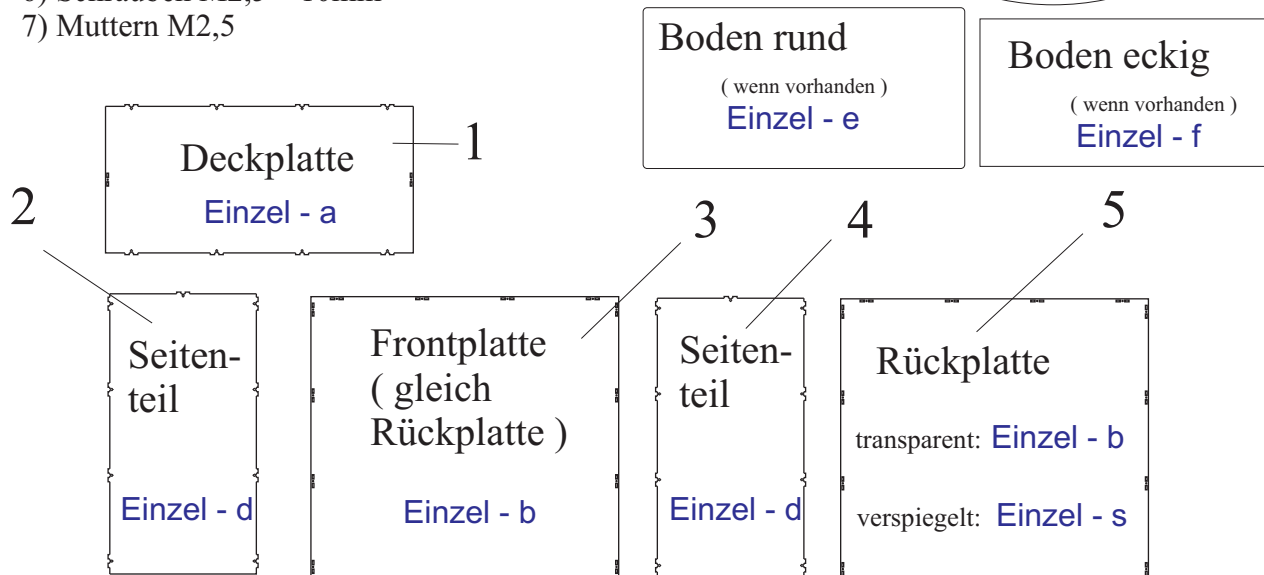 7) Muttern M2,5
Boden rund
( wenn vorhanden )
Einzel - e
Boden eckig
( wenn vorhanden )
Einzel - f
1
Deckplatte
Einzel - a
2
3
4
5
Seiten-
teil
Einzel - d
Frontplatte
( gleich
Rückplatte )
Einzel - b
Seiten-
teil
Einzel - d
Rückplatte
transparent: Einzel - b
verspiegelt: Einzel - s